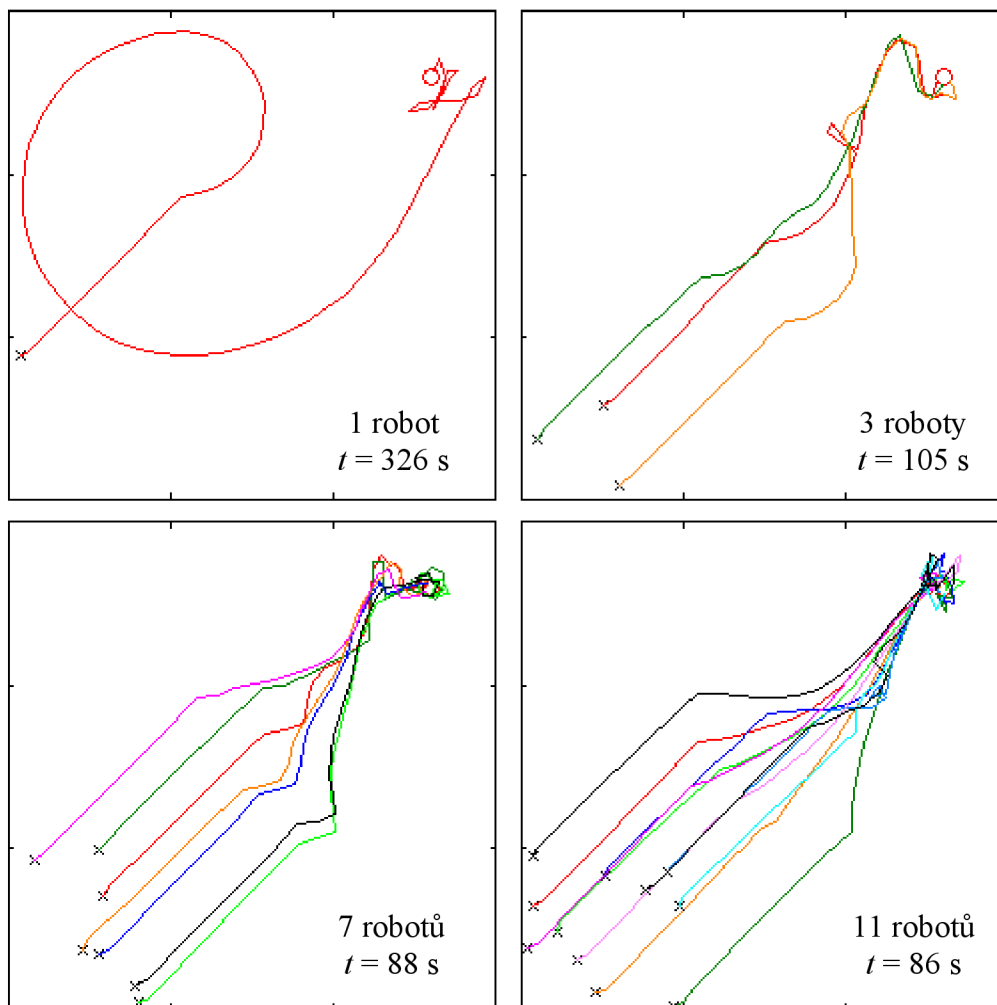 1 robot
t = 326 s
3 roboty
t = 105 s
7 robotů
t = 88 s
11 robotů
t = 86 s